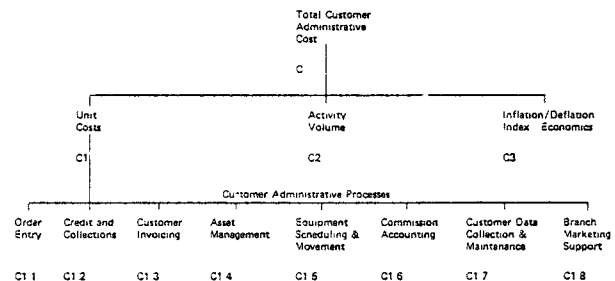 Total Customer
Administrative
Cost
C
Unit
Costs
Activity
Volume
Inflation/Deflation
Index Economics
C1
C2
C3
Customer Administrative Processes
Order
Entry
Credit and
Collections
Customer
Invoicing
Asset
Management
Equipment
Scheduling &
Movement
Commission
Accounting
Customer Data
Collection &
Maintenance
Branch
Marketing
Support
C1 1
C1 2
C1 3
C1 4
C1 5
C1 6
C1 7
C1 8